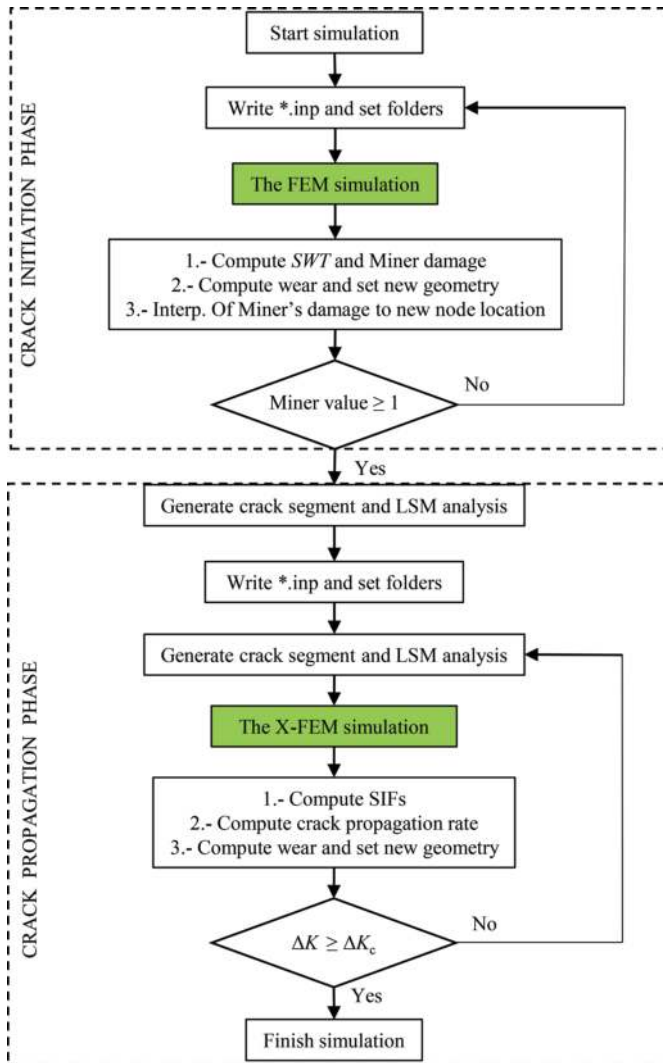 CRACK INITIATION PHASE
Start simulation
Write *.inp and set folders
The FEM simulation
1.- Compute SWT and Miner damage
2.- Compute wear and set new geometry
3.- Interp. Of Miner's damage to new node location
Miner value ≥ 1
No
Yes
CRACK PROPAGATION PHASE
Generate crack segment and LSM analysis
Write *.inp and set folders
Generate crack segment and LSM analysis
The X-FEM simulation
1.- Compute SIFs
2.- Compute crack propagation rate
3.- Compute wear and set new geometry
ΔK ≥ ΔKc
No
Yes
Finish simulation